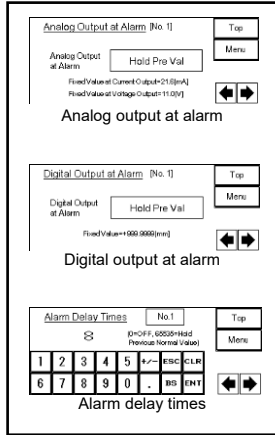 Analog Output at Alarm [No. 1]
Top
Menu
Analog Output
at Alarm
Hold Pre Val
Fixed Value at Current Output=21.6[mA]
Fixed Value at Voltage Output=11.0[V]
Analog output at alarm
Digital Output at Alarm [No. 1]
Top
Menu
Digital Output
at Alarm
Hold Pre Val
Fixed Value=+999.9999[mm]
Digital output at alarm
Alarm Delay Times No.1
Top
Menu
8
(0=OFF, 65535=Hold
Previous Normal Value)
1 2 3 4 5 +/- ESC CLR
6 7 8 9 0 . BS ENT
Alarm delay times